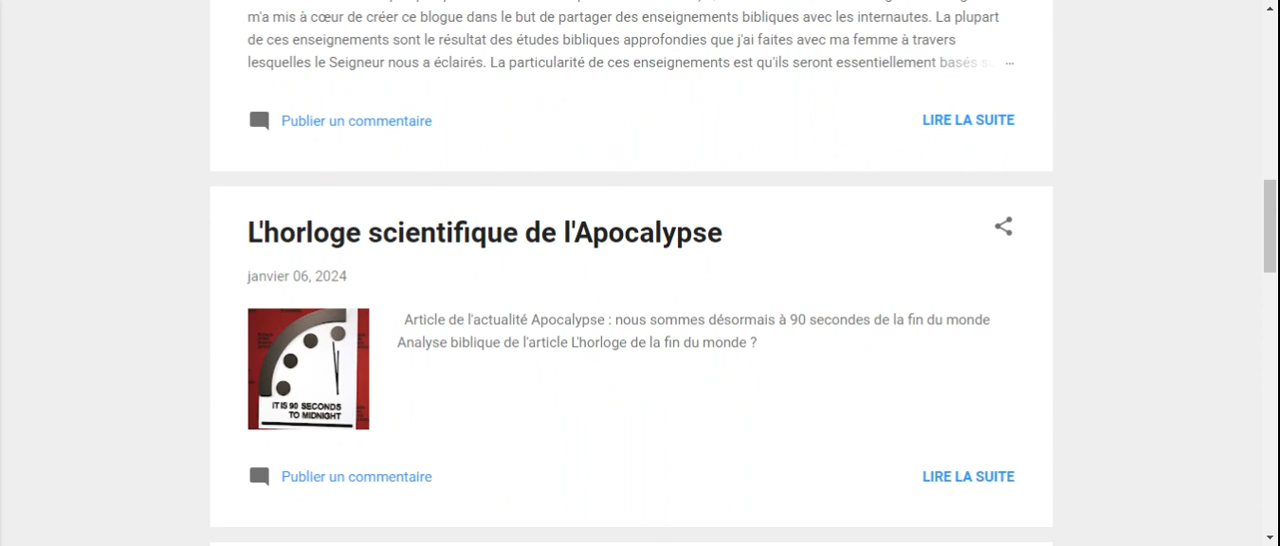 m'a mis à cœur de créer ce blogue dans le but de partager des enseignements bibliques avec les internautes. La plupart
de ces enseignements sont le résultat des études bibliques approfondies que j'ai faites avec ma femme à travers
lesquelles le Seigneur nous a éclairés. La particularité de ces enseignements est qu'ils seront essentiellement basés ...
Publier un commentaire
LIRE LA SUITE
L'horloge scientifique de l'Apocalypse
janvier 06, 2024
Article de l'actualité Apocalypse : nous sommes désormais à 90 secondes de la fin du monde
Analyse biblique de l'article L'horloge de la fin du monde ?
IT IS 90 SECONDS
TO MIDNIGHT
Publier un commentaire
LIRE LA SUITE